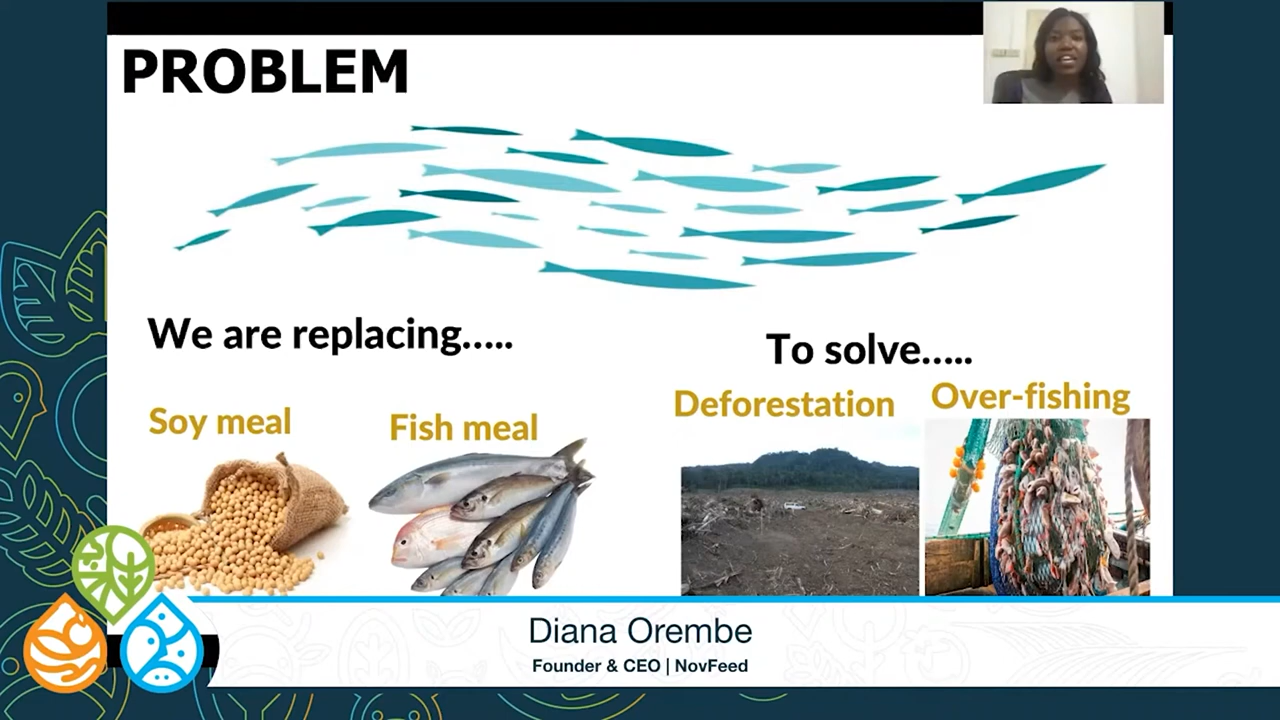 PROBLEM
We are replacing.....
To solve.....
Soy meal
Fish meal
Deforestation
Over-fishing
Diana Orembe
Founder & CEO | NovFeed